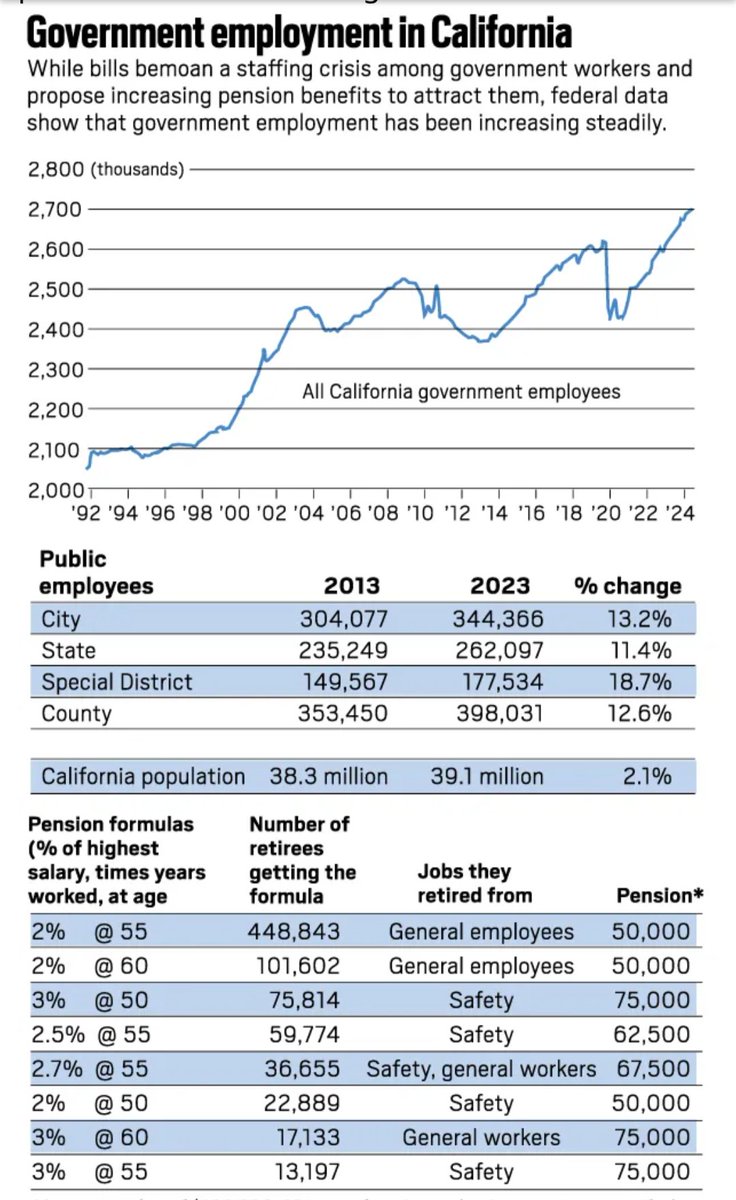 Government employment in California
While bills bemoan a staffing crisis among government workers and
propose increasing pension benefits to attract them, federal data
show that government employment has been increasing steadily.
2,800 (thousands)
2,700
2,600
2,500
2,400
2,300
All California government employees
2,200
2,100
2,000
'92 '94 '96 '98 '00 '02 '04 '06 '08 '10 '12 '14 '16 '18 '20 '22 '24
Public
employees 2013 2023 % change
City 304,077 344,366 13.2%
State 235,249 262,097 11.4%
Special District 149,567 177,534 18.7%
County 353,450 398,031 12.6%
California population 38.3 million 39.1 million 2.1%
Pension formulas
(% of highest
salary, times years
worked, at age
Number of
retirees
getting the
formula
Jobs they
retired from
Pension*
2% @ 55 448,843 General employees 50,000
2% @ 60 101,602 General employees 50,000
3% @ 50 75,814 Safety 75,000
2.5% @ 55 59,774 Safety 62,500
2.7% @ 55 36,655 Safety, general workers 67,500
2% @ 50 22,889 Safety 50,000
3% @ 60 17,133 General workers 75,000
3% @ 55 13,197 Safety 75,000